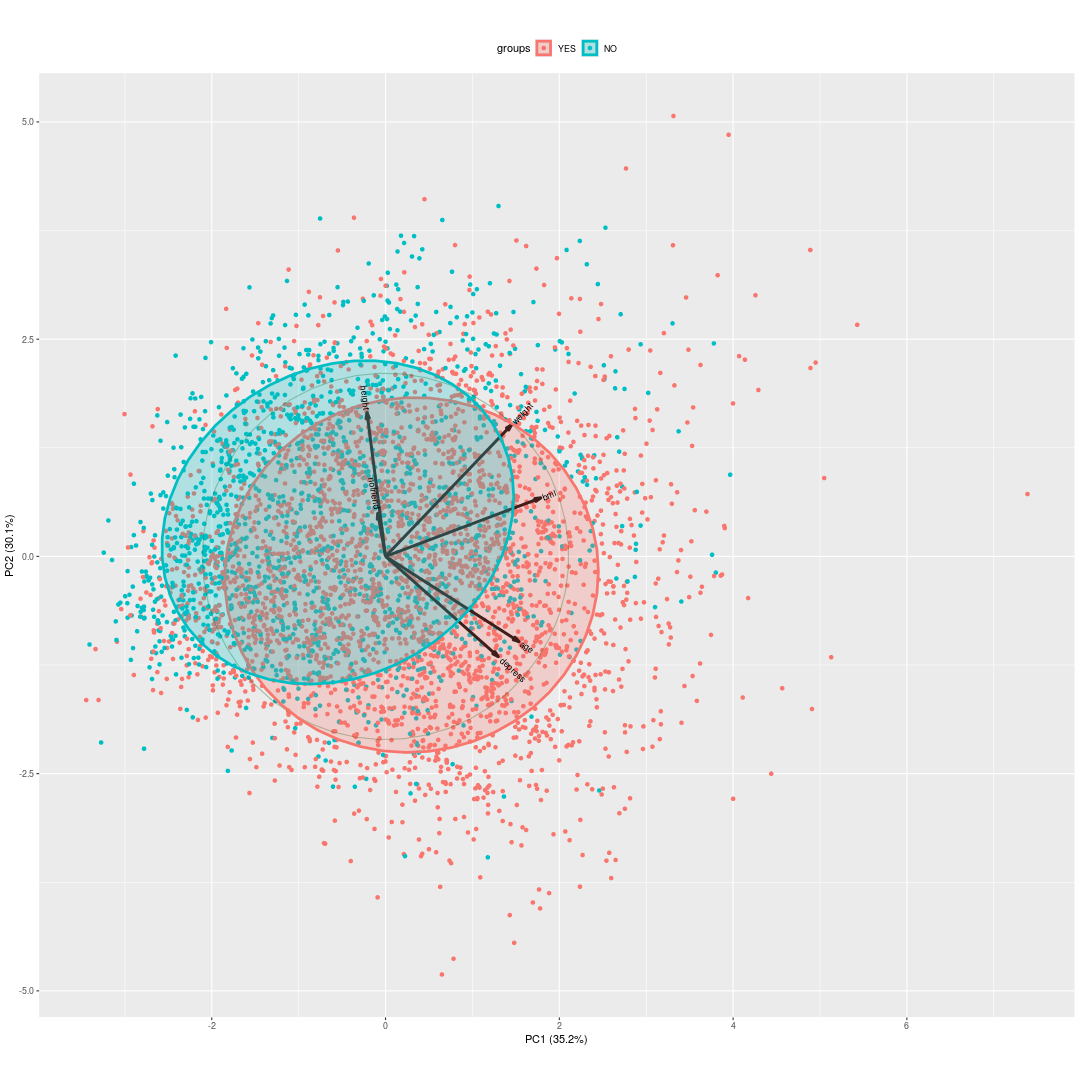 groups YES NO
5.0
2.5
0.0
-2.5
-5.0
PC2 (30.1%)
height
weight
bmi
age
depress
-2 0 2 4 6
PC1 (35.2%)